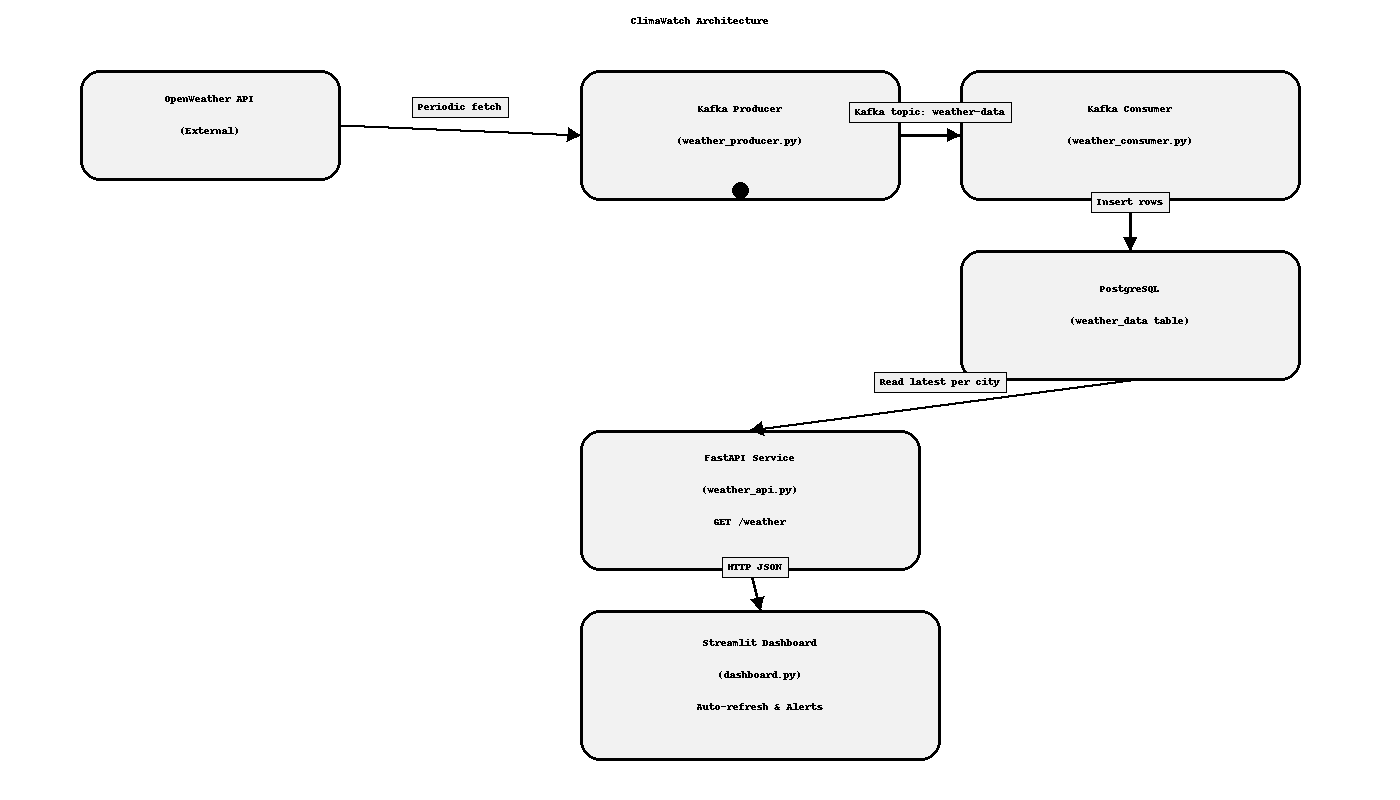 ClimaWatch Architecture
OpenWeather API
(External)
Periodic fetch
Kafka Producer
(weather_producer.py)
Kafka topic: weather-data
Kafka Consumer
(weather_consumer.py)
Insert rows
PostgreSQL
(weather_data table)
Read latest per city
FastAPI Service
(weather_api.py)
GET /weather
HTTP JSON
Streamlit Dashboard
(dashboard.py)
Auto-refresh & Alerts